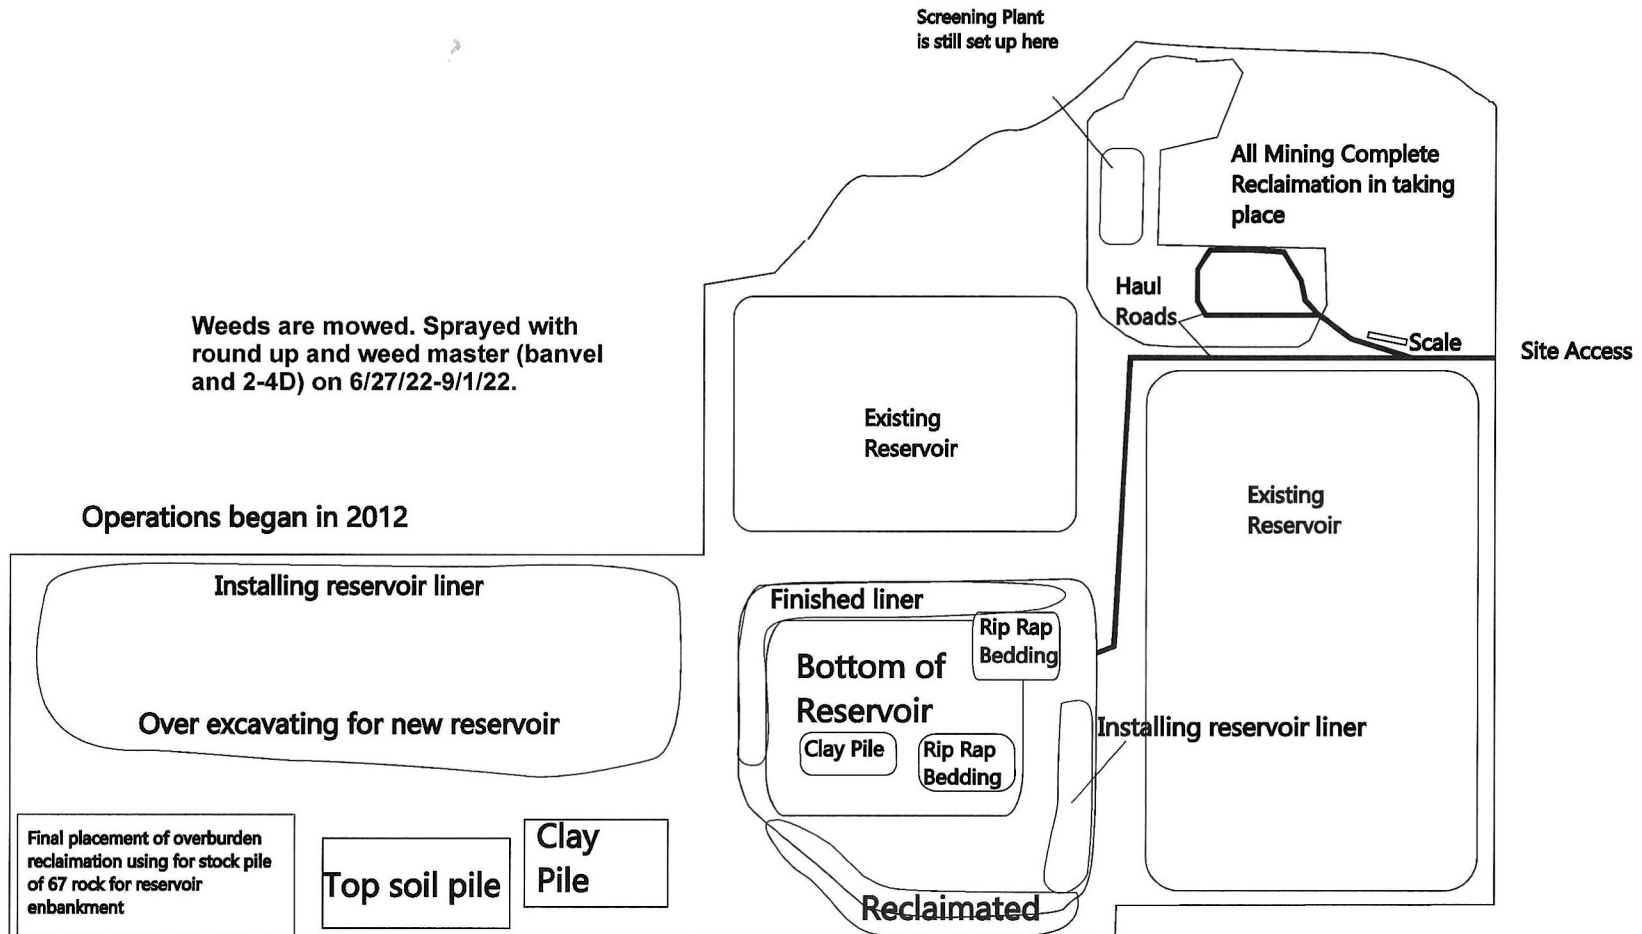 Screening Plant
is still set up here
All Mining Complete
Reclaimation in taking
place
Haul
Roads
Scale
Site Access
Weeds are mowed. Sprayed with
round up and weed master (banvel
and 2-4D) on 6/27/22-9/1/22.
Existing
Reservoir
Existing
Reservoir
Operations began in 2012
Installing reservoir liner
Over excavating for new reservoir
Finished liner
Rip Rap
Bedding
Bottom of
Reservoir
Clay Pile
Rip Rap
Bedding
Installing reservoir liner
Final placement of overburden
reclaimation using for stock pile
of 67 rock for reservoir
enbankment
Top soil pile
Clay
Pile
Reclaimated